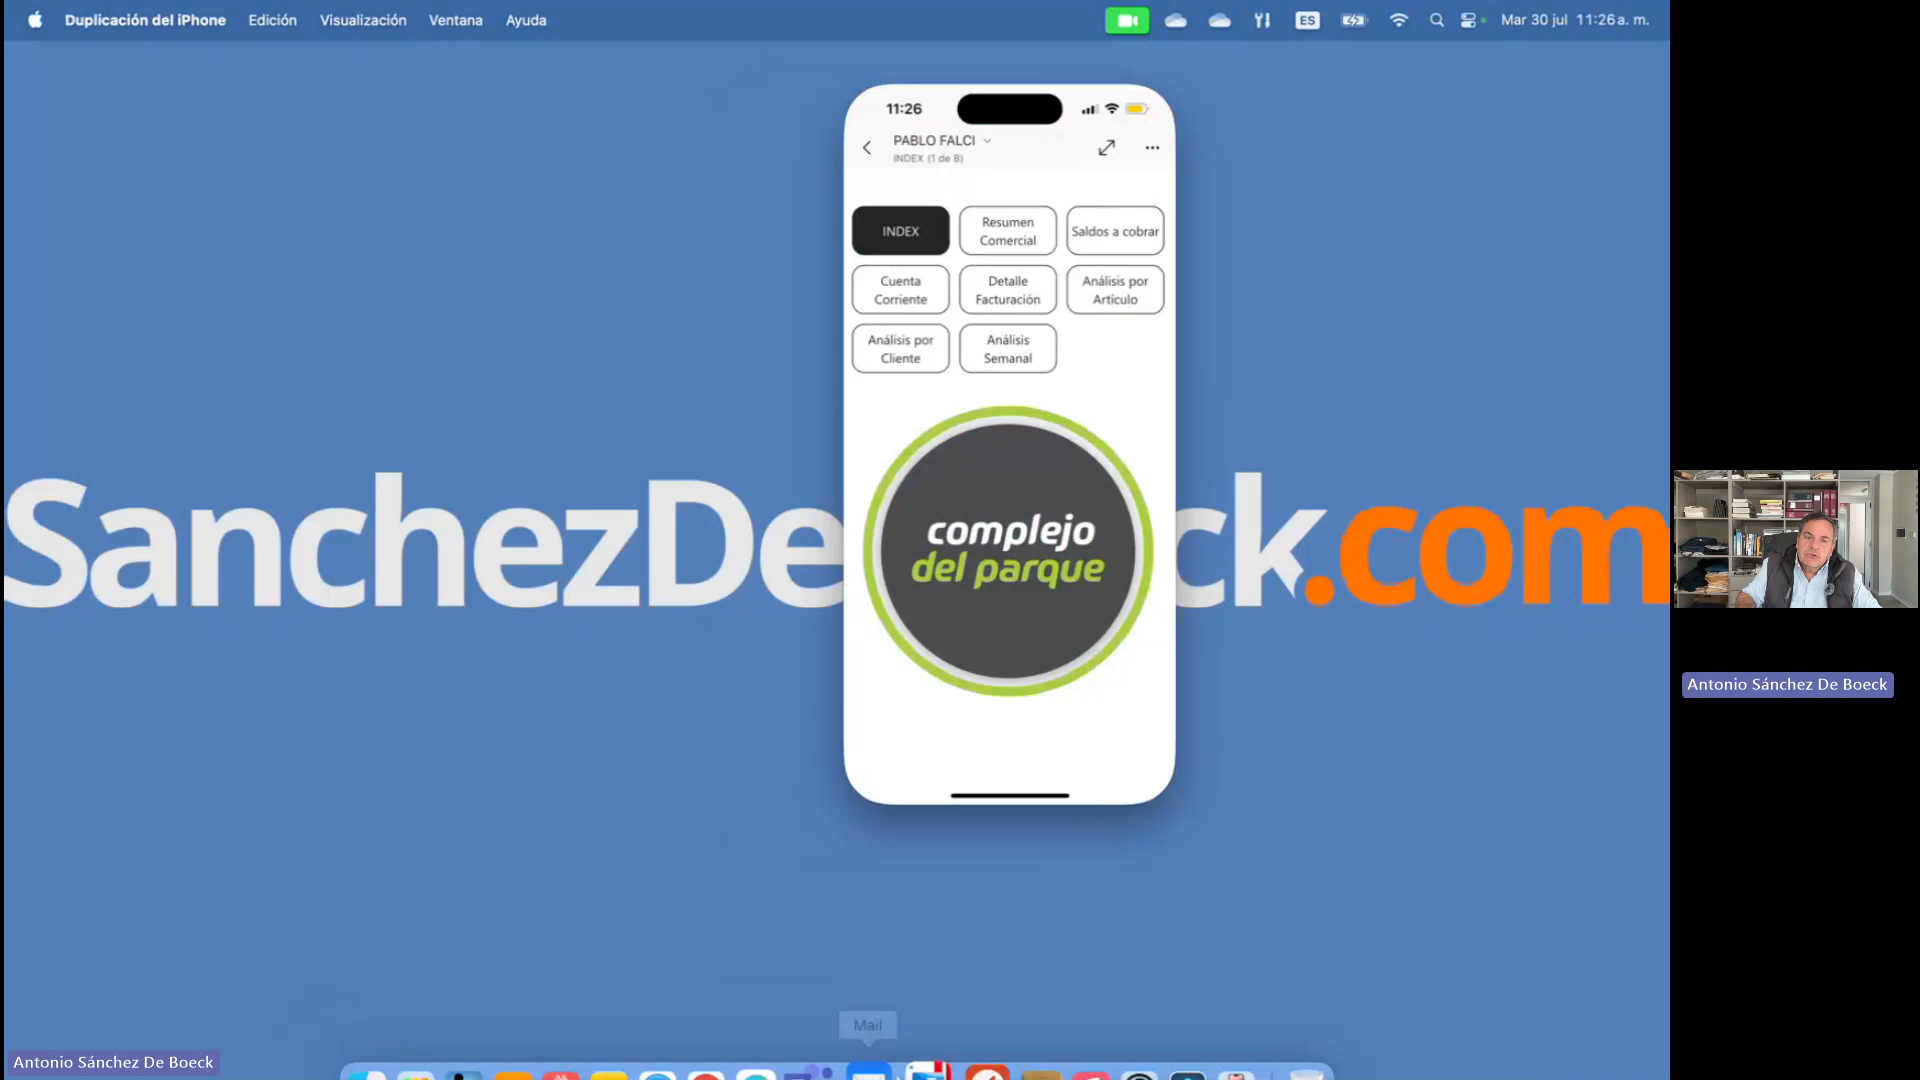 Duplicación del iPhone Edición Visualización Ventana Ayuda ES Mar 30 jul 11:26 a. m.
11:26
PABLO FALCI
INDEX (1 de 8)
INDEX
Resumen
Comercial
Saldos a cobrar
Cuenta
Corriente
Detalle
Facturación
Análisis por
Artículo
Análisis por
Cliente
Análisis
Semanal
complejo
del parque
SanchezDe
ck.com
Antonio Sánchez De Boeck
Mail
Antonio Sánchez De Boeck